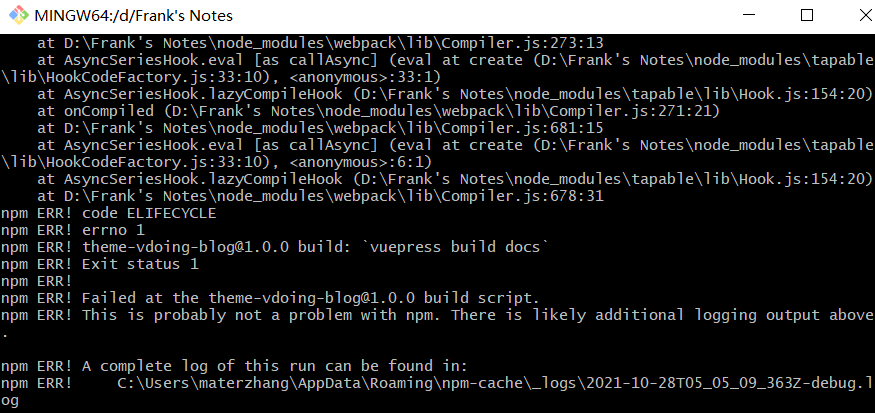 MINGW64:/d/Frank's Notes
at D:\Frank's Notes\node_modules\webpack\lib\Compiler.js:273:13
at AsyncSeriesHook.eval [as callAsync] (eval at create (D:\Frank's Notes\node_modules\tapable
\lib\HookCodeFactory.js:33:10), <anonymous>:33:1)
at AsyncSeriesHook.lazyCompileHook (D:\Frank's Notes\node_modules\tapable\lib\Hook.js:154:20)
at onCompiled (D:\Frank's Notes\node_modules\webpack\lib\Compiler.js:271:21)
at D:\Frank's Notes\node_modules\webpack\lib\Compiler.js:681:15
at AsyncSeriesHook.eval [as callAsync] (eval at create (D:\Frank's Notes\node_modules\tapable
\lib\HookCodeFactory.js:33:10), <anonymous>:6:1)
at AsyncSeriesHook.lazyCompileHook (D:\Frank's Notes\node_modules\tapable\lib\Hook.js:154:20)
at D:\Frank's Notes\node_modules\webpack\lib\Compiler.js:678:31
npm ERR! code ELIFECYCLE
npm ERR! errno 1
npm ERR! theme-vdoing-blog@1.0.0 build: `vuepress build docs`
npm ERR! Exit status 1
npm ERR!
npm ERR! Failed at the theme-vdoing-blog@1.0.0 build script.
npm ERR! This is probably not a problem with npm. There is likely additional logging output above
.
npm ERR! A complete log of this run can be found in:
npm ERR!     C:\Users\materzhang\AppData\Roaming\npm-cache\_logs\2021-10-28T05_05_09_363Z-debug.l
og